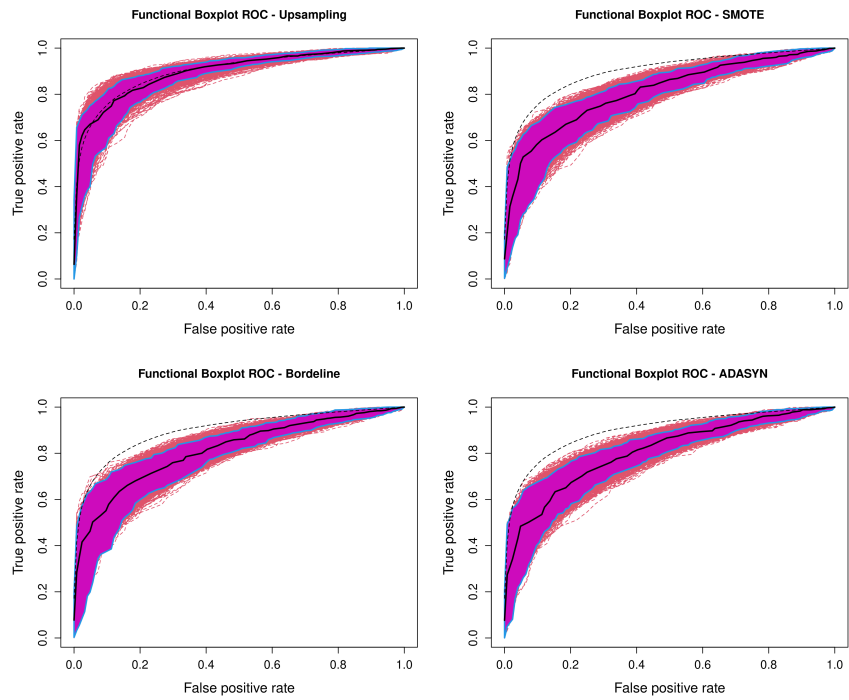 Functional Boxplot ROC - Upsampling
True positive rate
0.0 0.2 0.4 0.6 0.8 1.0
0.0 0.2 0.4 0.6 0.8 1.0
False positive rate
Functional Boxplot ROC - SMOTE
True positive rate
0.0 0.2 0.4 0.6 0.8 1.0
0.0 0.2 0.4 0.6 0.8 1.0
False positive rate
Functional Boxplot ROC - Bordeline
True positive rate
0.0 0.2 0.4 0.6 0.8 1.0
0.0 0.2 0.4 0.6 0.8 1.0
False positive rate
Functional Boxplot ROC - ADASYN
True positive rate
0.0 0.2 0.4 0.6 0.8 1.0
0.0 0.2 0.4 0.6 0.8 1.0
False positive rate